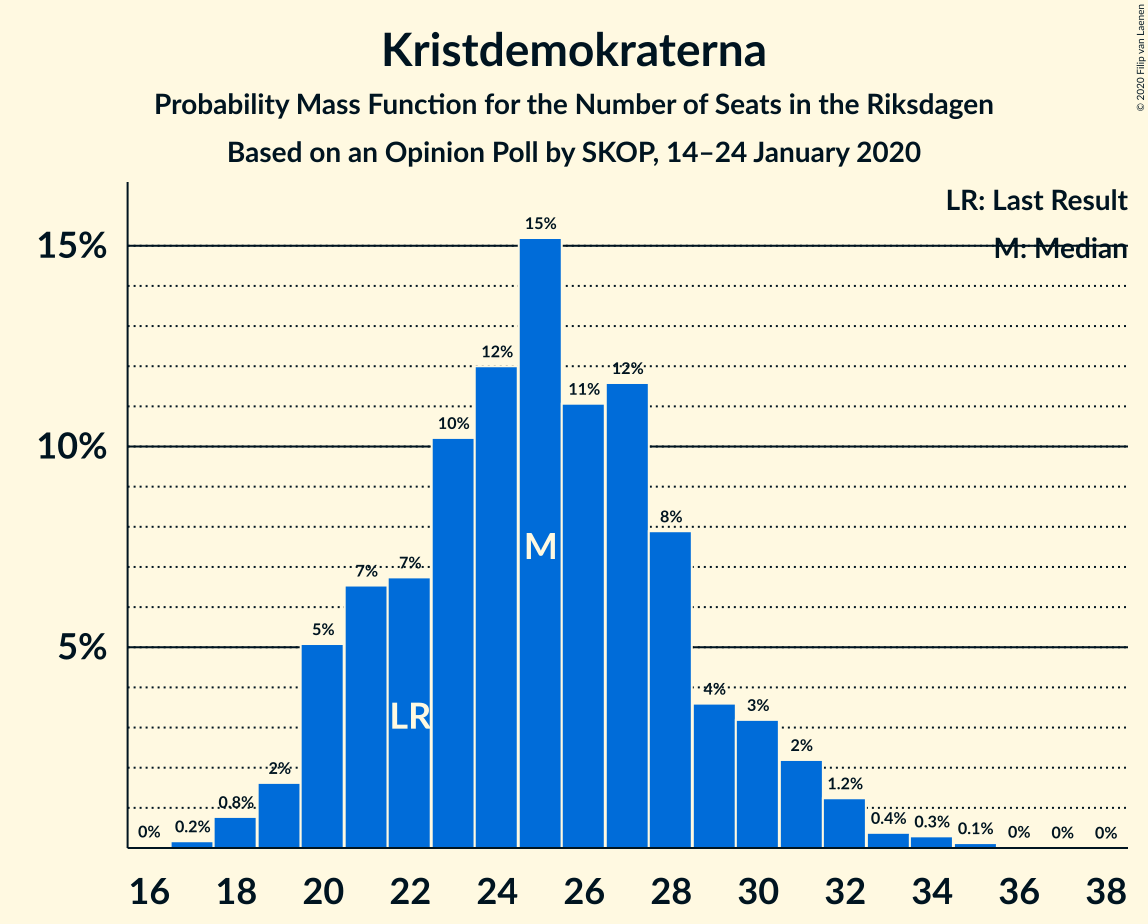 Kristdemokraterna
Probability Mass Function for the Number of Seats in the Riksdagen
Based on an Opinion Poll by SKOP, 14–24 January 2020
© 2020 Filip van Laenen
LR: Last Result
M: Median
15%
10%
5%
0%
0.2%
0.8%
2%
5%
7%
7%
10%
12%
15%
11%
12%
8%
4%
3%
2%
1.2%
0.4%
0.3%
0.1%
0%
0%
0%
LR
M
16 18 20 22 24 26 28 30 32 34 36 38